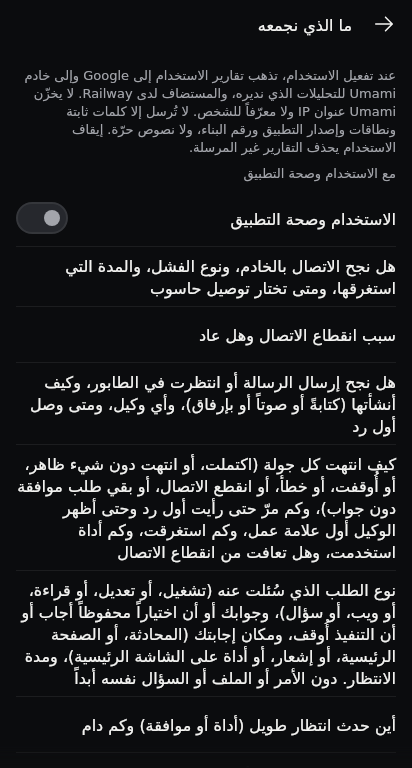 ما الذي نجمعه
عند تفعيل الاستخدام، تذهب تقارير الاستخدام إلى Google وإلى خادم
Umami للتحليلات الذي نديره، والمستضاف لدى Railway. لا يخزّن
Umami عنوان IP ولا معرّفاً للشخص. لا تُرسل إلا كلمات ثابتة
ونطاقات وإصدار التطبيق ورقم البناء، ولا نصوص حرّة. إيقاف
الاستخدام يحذف التقارير غير المرسلة.
مع الاستخدام وصحة التطبيق
الاستخدام وصحة التطبيق
هل نجح الاتصال بالخادم، ونوع الفشل، والمدة التي
استغرقها، ومتى تختار توصيل حاسوب
سبب انقطاع الاتصال وهل عاد
هل نجح إرسال الرسالة أو انتظرت في الطابور، وكيف
أنشأتها (كتابةً أو صوتاً أو بإرفاق)، وأي وكيل، ومتى وصل
أول رد
كيف انتهت كل جولة (اكتملت، أو انتهت دون شيء ظاهر،
أو أُوقفت، أو خطأ، أو انقطع الاتصال، أو بقي طلب موافقة
دون جواب)، وكم مرّ حتى رأيت أول رد وحتى أظهر
الوكيل أول علامة عمل، وكم استغرقت، وكم أداة
استخدمت، وهل تعافت من انقطاع الاتصال
نوع الطلب الذي سُئلت عنه (تشغيل، أو تعديل، أو قراءة،
أو ويب، أو سؤال)، وجوابك أو أن اختياراً محفوظاً أجاب أو
أن التنفيذ أُوقف، ومكان إجابتك (المحادثة، أو الصفحة
الرئيسية، أو إشعار، أو أداة على الشاشة الرئيسية)، ومدة
الانتظار. دون الأمر أو الملف أو السؤال نفسه أبداً
أين حدث انتظار طويل (أداة أو موافقة) وكم دام